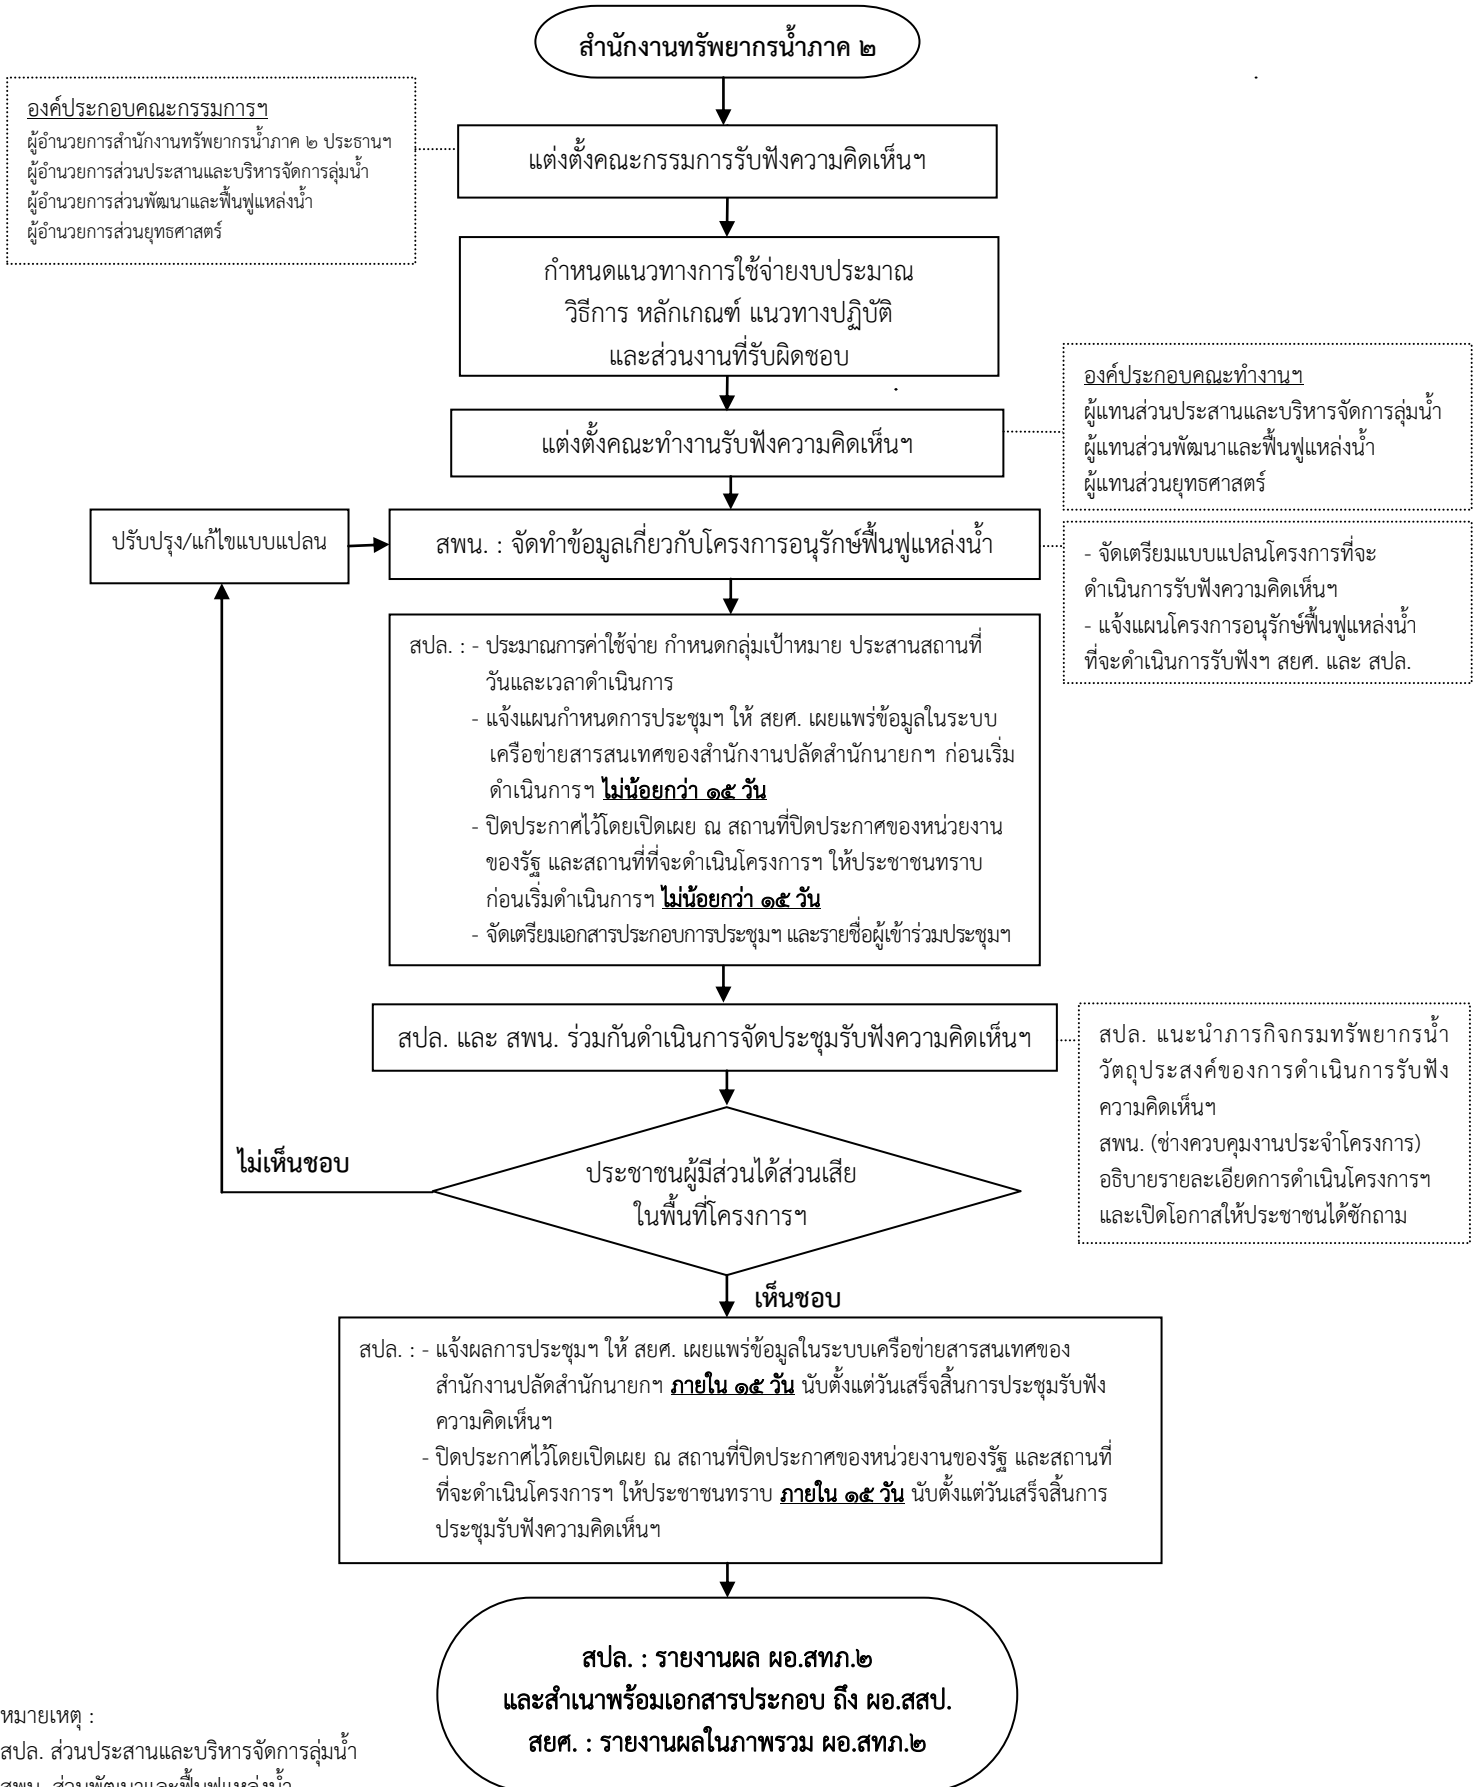 สำนักงานทรัพยากรน้ำภาค ๒
องค์ประกอบคณะกรรมการฯ
ผู้อำนวยการสำนักงานทรัพยากรน้ำภาค ๒ ประธานฯ
ผู้อำนวยการส่วนประสานและบริหารจัดการลุ่มน้ำ
ผู้อำนวยการส่วนพัฒนาและฟื้นฟูแหล่งน้ำ
ผู้อำนวยการส่วนยุทธศาสตร์
แต่งตั้งคณะกรรมการรับฟังความคิดเห็นฯ
กำหนดแนวทางการใช้จ่ายงบประมาณ
วิธีการ หลักเกณฑ์ แนวทางปฏิบัติ
และส่วนงานที่รับผิดชอบ
องค์ประกอบคณะทำงานฯ
ผู้แทนส่วนประสานและบริหารจัดการลุ่มน้ำ
ผู้แทนส่วนพัฒนาและฟื้นฟูแหล่งน้ำ
ผู้แทนส่วนยุทธศาสตร์
แต่งตั้งคณะทำงานรับฟังความคิดเห็นฯ
ปรับปรุง/แก้ไขแบบแปลน
สพน. : จัดทำข้อมูลเกี่ยวกับโครงการอนุรักษ์ฟื้นฟูแหล่งน้ำ
- จัดเตรียมแบบแปลนโครงการที่จะ
ดำเนินการรับฟังความคิดเห็นฯ
- แจ้งแผนโครงการอนุรักษ์ฟื้นฟูแหล่งน้ำ
ที่จะดำเนินการรับฟังฯ สยศ. และ สปล.
สปล. : - ประมาณการค่าใช้จ่าย กำหนดกลุ่มเป้าหมาย ประสานสถานที่
วันและเวลาดำเนินการ
- แจ้งแผนกำหนดการประชุมฯ ให้ สยศ. เผยแพร่ข้อมูลในระบบ
เครือข่ายสารสนเทศของสำนักงานปลัดสำนักนายกฯ ก่อนเริ่ม
ดำเนินการฯ ไม่น้อยกว่า ๑๕ วัน
- ปิดประกาศไว้โดยเปิดเผย ณ สถานที่ปิดประกาศของหน่วยงาน
ของรัฐ และสถานที่ที่จะดำเนินโครงการฯ ให้ประชาชนทราบ
ก่อนเริ่มดำเนินการฯ ไม่น้อยกว่า ๑๕ วัน
- จัดเตรียมเอกสารประกอบการประชุมฯ และรายชื่อผู้เข้าร่วมประชุมฯ
สปล. และ สพน. ร่วมกันดำเนินการจัดประชุมรับฟังความคิดเห็นฯ
สปล. แนะนำภารกิจกรมทรัพยากรน้ำ
วัตถุประสงค์ของการดำเนินการรับฟัง
ความคิดเห็นฯ
สพน. (ช่างควบคุมงานประจำโครงการ)
อธิบายรายละเอียดการดำเนินโครงการฯ
และเปิดโอกาสให้ประชาชนได้ซักถาม
ไม่เห็นชอบ
ประชาชนผู้มีส่วนได้ส่วนเสีย
ในพื้นที่โครงการฯ
เห็นชอบ
สปล. : - แจ้งผลการประชุมฯ ให้ สยศ. เผยแพร่ข้อมูลในระบบเครือข่ายสารสนเทศของ
สำนักงานปลัดสำนักนายกฯ ภายใน ๑๕ วัน นับตั้งแต่วันเสร็จสิ้นการประชุมรับฟัง
ความคิดเห็นฯ
- ปิดประกาศไว้โดยเปิดเผย ณ สถานที่ปิดประกาศของหน่วยงานของรัฐ และสถานที่
ที่จะดำเนินโครงการฯ ให้ประชาชนทราบ ภายใน ๑๕ วัน นับตั้งแต่วันเสร็จสิ้นการ
ประชุมรับฟังความคิดเห็นฯ
สปล. : รายงานผล ผอ.สทภ.๒
และสำเนาพร้อมเอกสารประกอบ ถึง ผอ.สสป.
สยศ. : รายงานผลในภาพรวม ผอ.สทภ.๒
หมายเหตุ :
สปล. ส่วนประสานและบริหารจัดการลุ่มน้ำ
สพน. ส่วนพัฒนาและฟื้นฟูแหล่งน้ำ